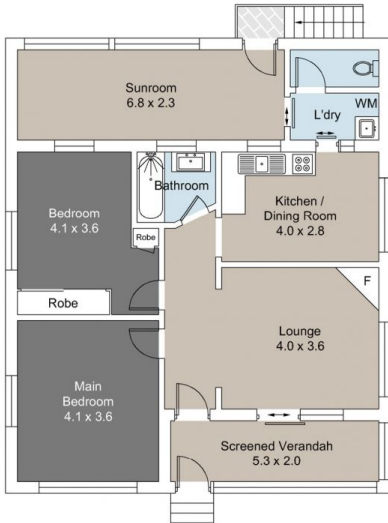 Sunroom
6.8 x 2.3
WM
L'dry
Bathroom
Kitchen /
Dining Room
4.0 x 2.8
Bedroom
4.1 x 3.6
Robe
Robe
F
Lounge
4.0 x 3.6
Main
Bedroom
4.1 x 3.6
Screened Verandah
5.3 x 2.0